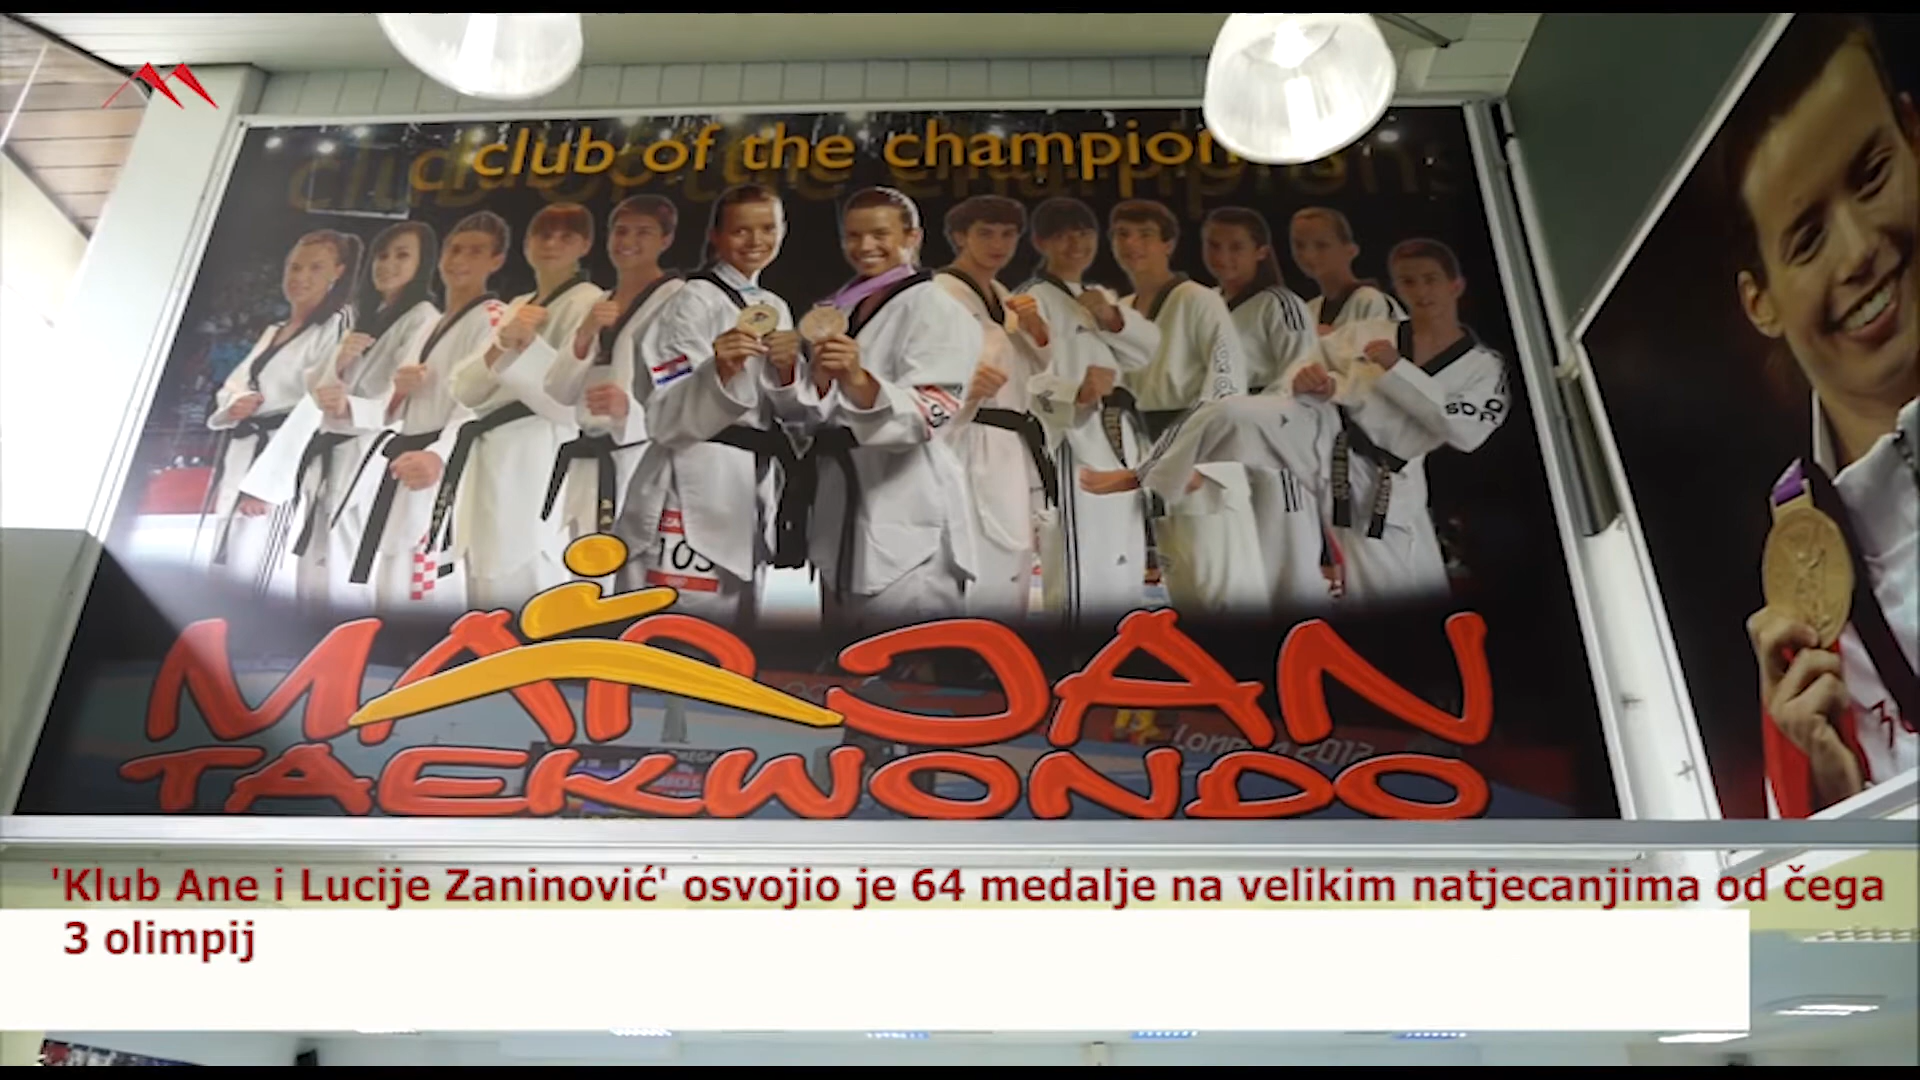 club of the champion
MARJAN
TAEKWONDO
London 2012
'Klub Ane i Lucije Zaninović' osvojio je 64 medalje na velikim natjecanjima od čega
3 olimpij